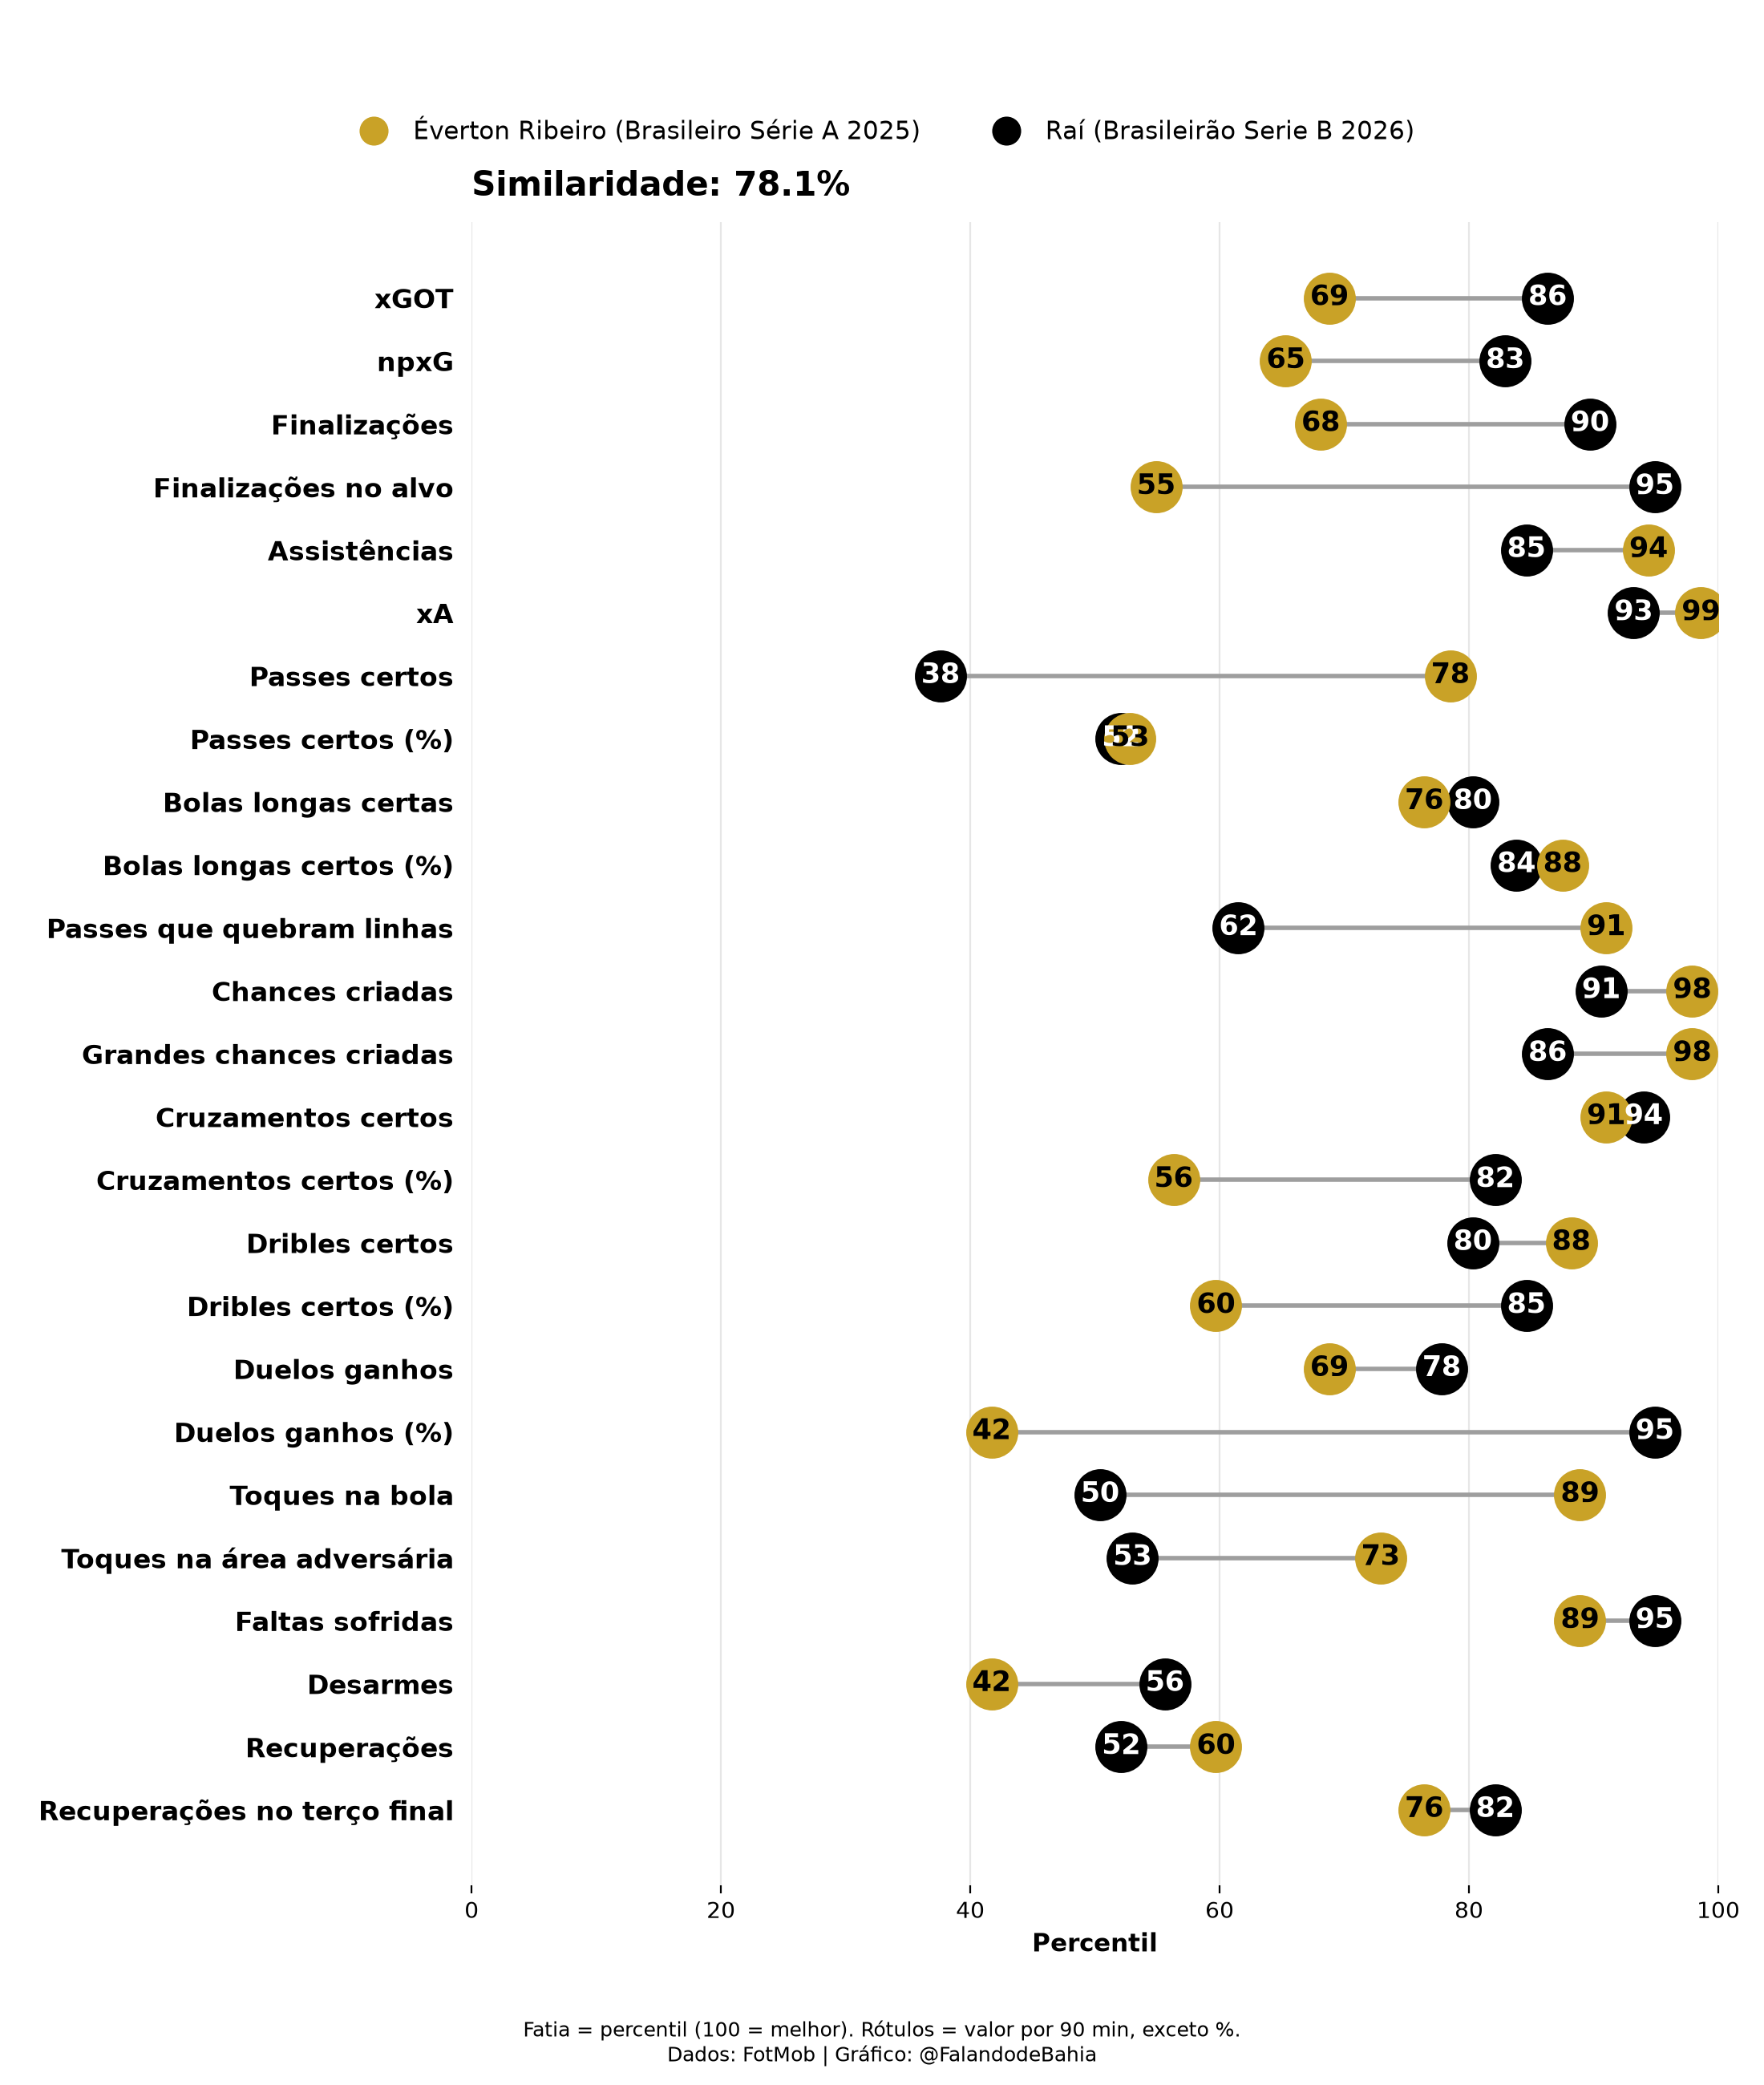 Éverton Ribeiro (Brasileiro Série A 2025) Raí (Brasileirão Serie B 2026)
Similaridade: 78.1%
xGOT 69 86
npxG 65 83
Finalizações 68 90
Finalizações no alvo 55 95
Assistências 85 94
xA 93 99
Passes certos 38 78
Passes certos (%) 53
Bolas longas certas 76 80
Bolas longas certos (%) 84 88
Passes que quebram linhas 62 91
Chances criadas 91 98
Grandes chances criadas 86 98
Cruzamentos certos 91 94
Cruzamentos certos (%) 56 82
Dribles certos 80 88
Dribles certos (%) 60 85
Duelos ganhos 69 78
Duelos ganhos (%) 42 95
Toques na bola 50 89
Toques na área adversária 53 73
Faltas sofridas 89 95
Desarmes 42 56
Recuperações 52 60
Recuperações no terço final 76 82
0 20 40 60 80 100
Percentil
Fatia = percentil (100 = melhor). Rótulos = valor por 90 min, exceto %.
Dados: FotMob | Gráfico: @FalandodeBahia